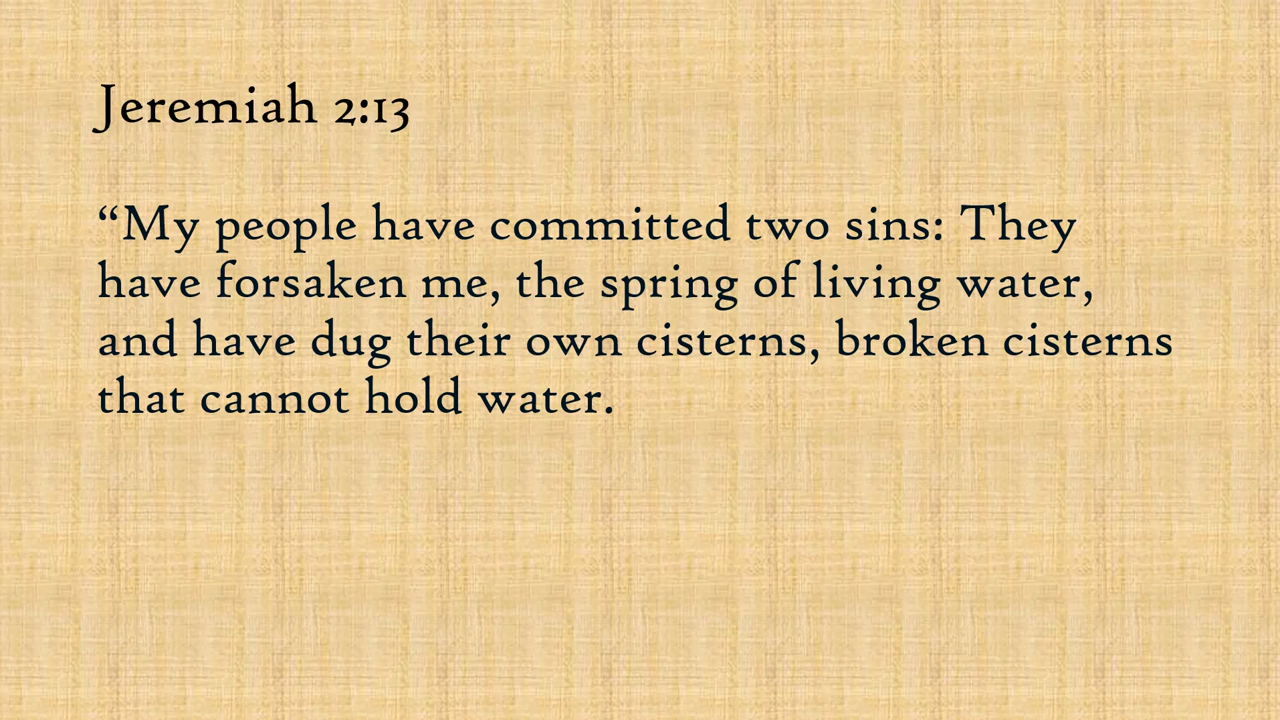 Jeremiah 2:13
“My people have committed two sins: They
have forsaken me, the spring of living water,
and have dug their own cisterns, broken cisterns
that cannot hold water.